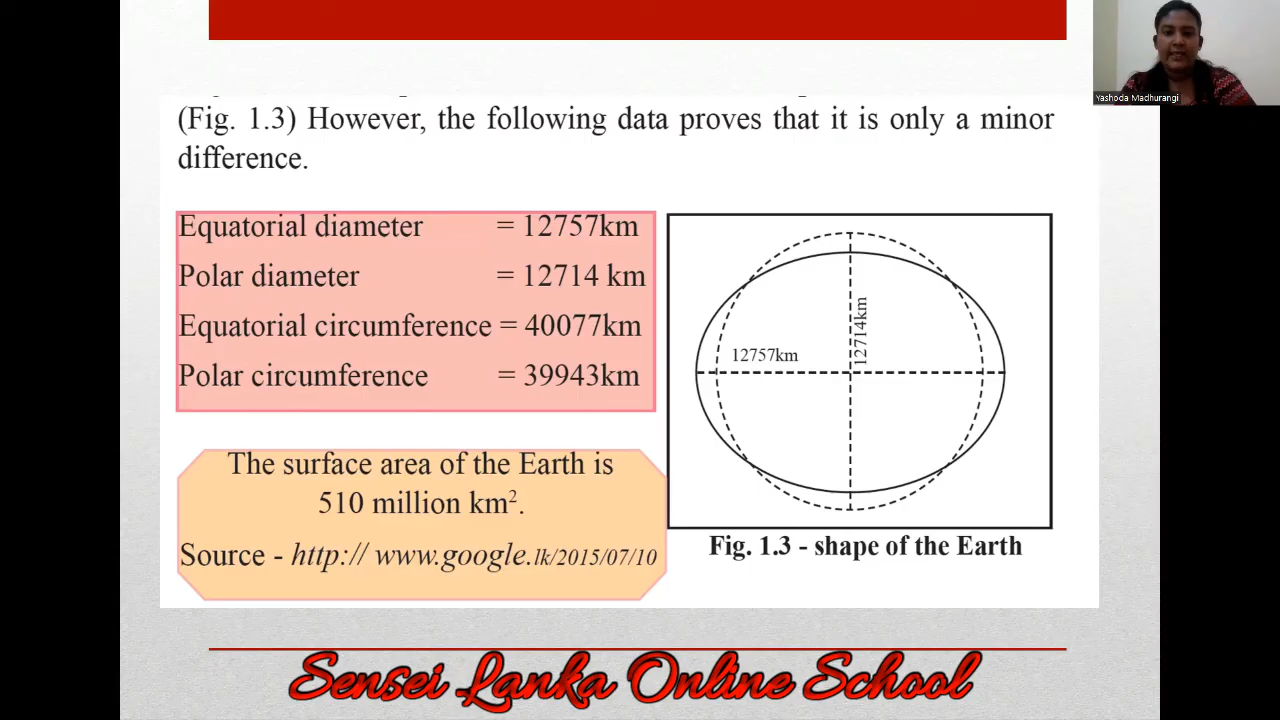 Yashoda Madhurangi
(Fig. 1.3) However, the following data proves that it is only a minor
difference.
Equatorial diameter = 12757km
Polar diameter = 12714 km
Equatorial circumference = 40077km
Polar circumference = 39943km
12757km
12714km
The surface area of the Earth is
510 million km².
Source - http:// www.google.lk/2015/07/10
Fig. 1.3 - shape of the Earth
Sensei Lanka Online School